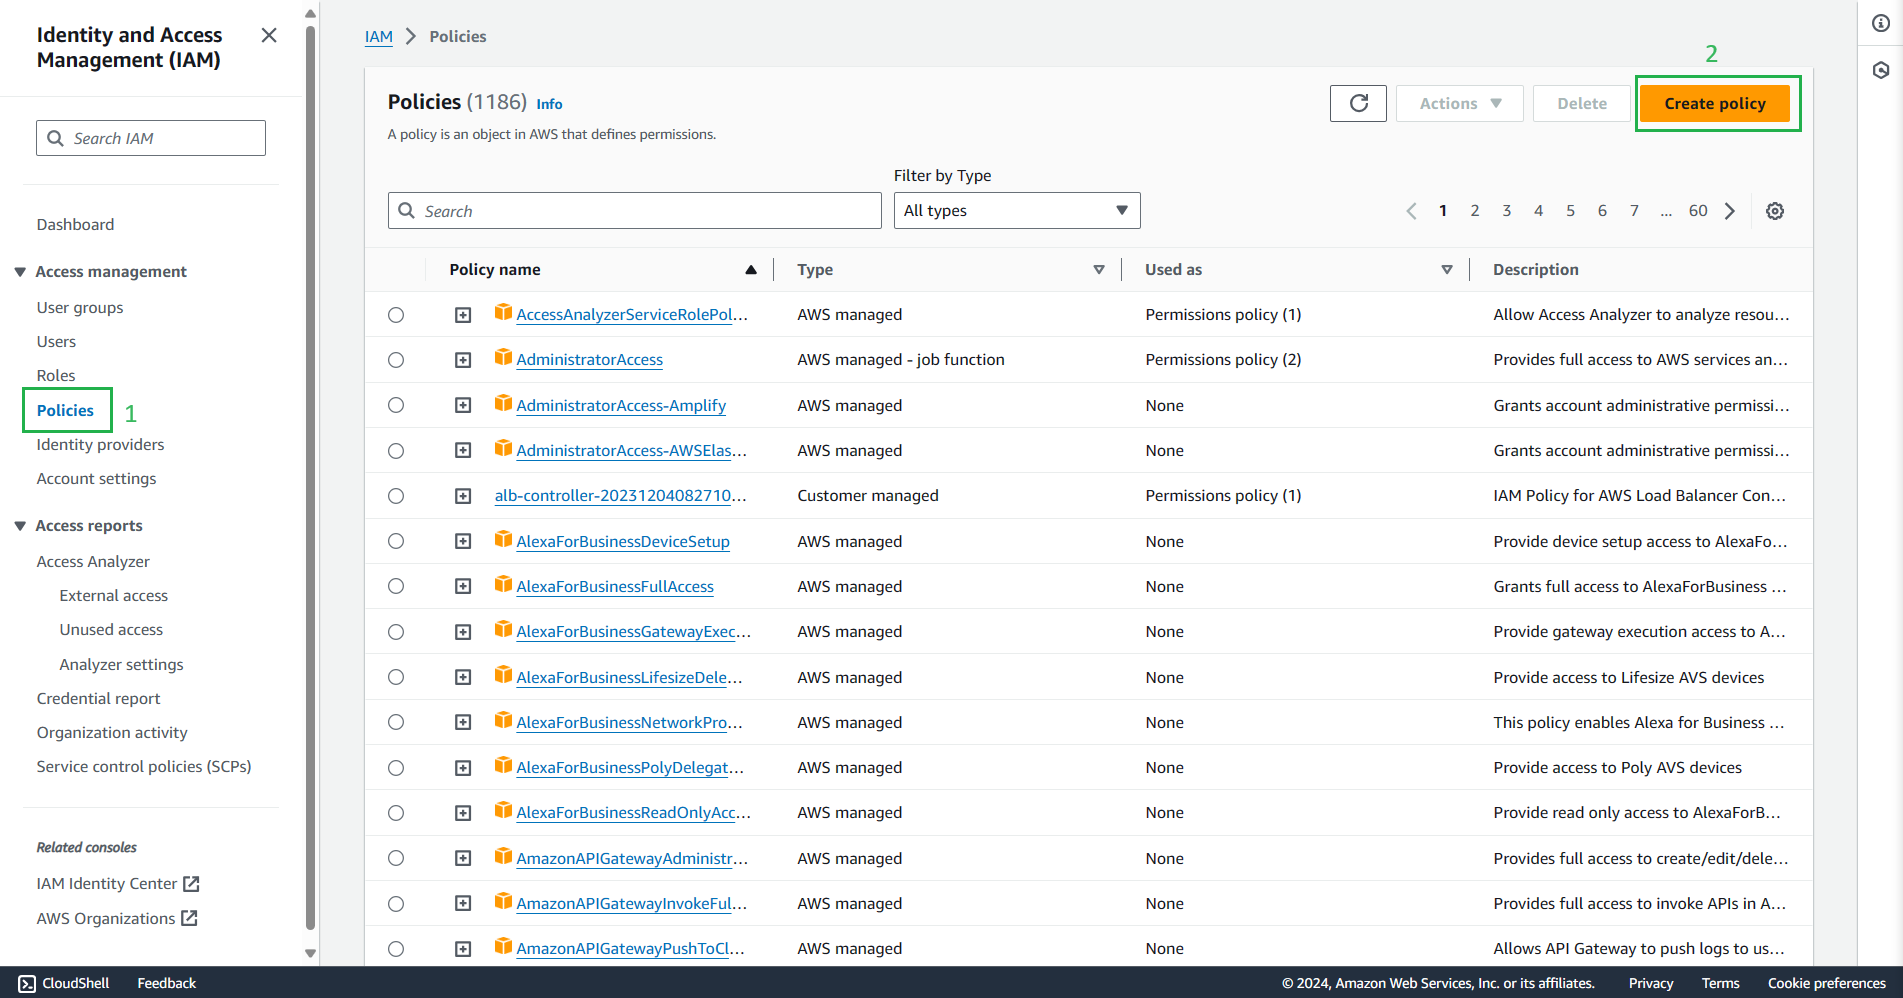 Identity and Access
Management (IAM)
Search IAM
Dashboard
Access management
User groups
Users
Roles
Policies 1
Identity providers
Account settings
Access reports
Access Analyzer
External access
Unused access
Analyzer settings
Credential report
Organization activity
Service control policies (SCPs)
Related consoles
IAM Identity Center
AWS Organizations
IAM > Policies
2
Policies (1186) Info
Actions Delete Create policy
A policy is an object in AWS that defines permissions.
Filter by Type
Search All types 1 2 3 4 5 6 7 ... 60
Policy name Type Used as Description
AccessAnalyzerServiceRolePol... AWS managed Permissions policy (1) Allow Access Analyzer to analyze resou...
AdministratorAccess AWS managed - job function Permissions policy (2) Provides full access to AWS services an...
AdministratorAccess-Amplify AWS managed None Grants account administrative permissi...
AdministratorAccess-AWSElas... AWS managed None Grants account administrative permissi...
alb-controller-20231204082710... Customer managed Permissions policy (1) IAM Policy for AWS Load Balancer Con...
AlexaForBusinessDeviceSetup AWS managed None Provide device setup access to AlexaFo...
AlexaForBusinessFullAccess AWS managed None Grants full access to AlexaForBusiness ...
AlexaForBusinessGatewayExec... AWS managed None Provide gateway execution access to A...
AlexaForBusinessLifesizeDele... AWS managed None Provide access to Lifesize AVS devices
AlexaForBusinessNetworkPro... AWS managed None This policy enables Alexa for Business ...
AlexaForBusinessPolyDelegat... AWS managed None Provide access to Poly AVS devices
AlexaForBusinessReadOnlyAcc... AWS managed None Provide read only access to AlexaForB...
AmazonAPIGatewayAdministr... AWS managed None Provides full access to create/edit/dele...
AmazonAPIGatewayInvokeFul... AWS managed None Provides full access to invoke APIs in A...
AmazonAPIGatewayPushToCl... AWS managed None Allows API Gateway to push logs to us...
CloudShell Feedback © 2024, Amazon Web Services, Inc. or its affiliates. Privacy Terms Cookie preferences